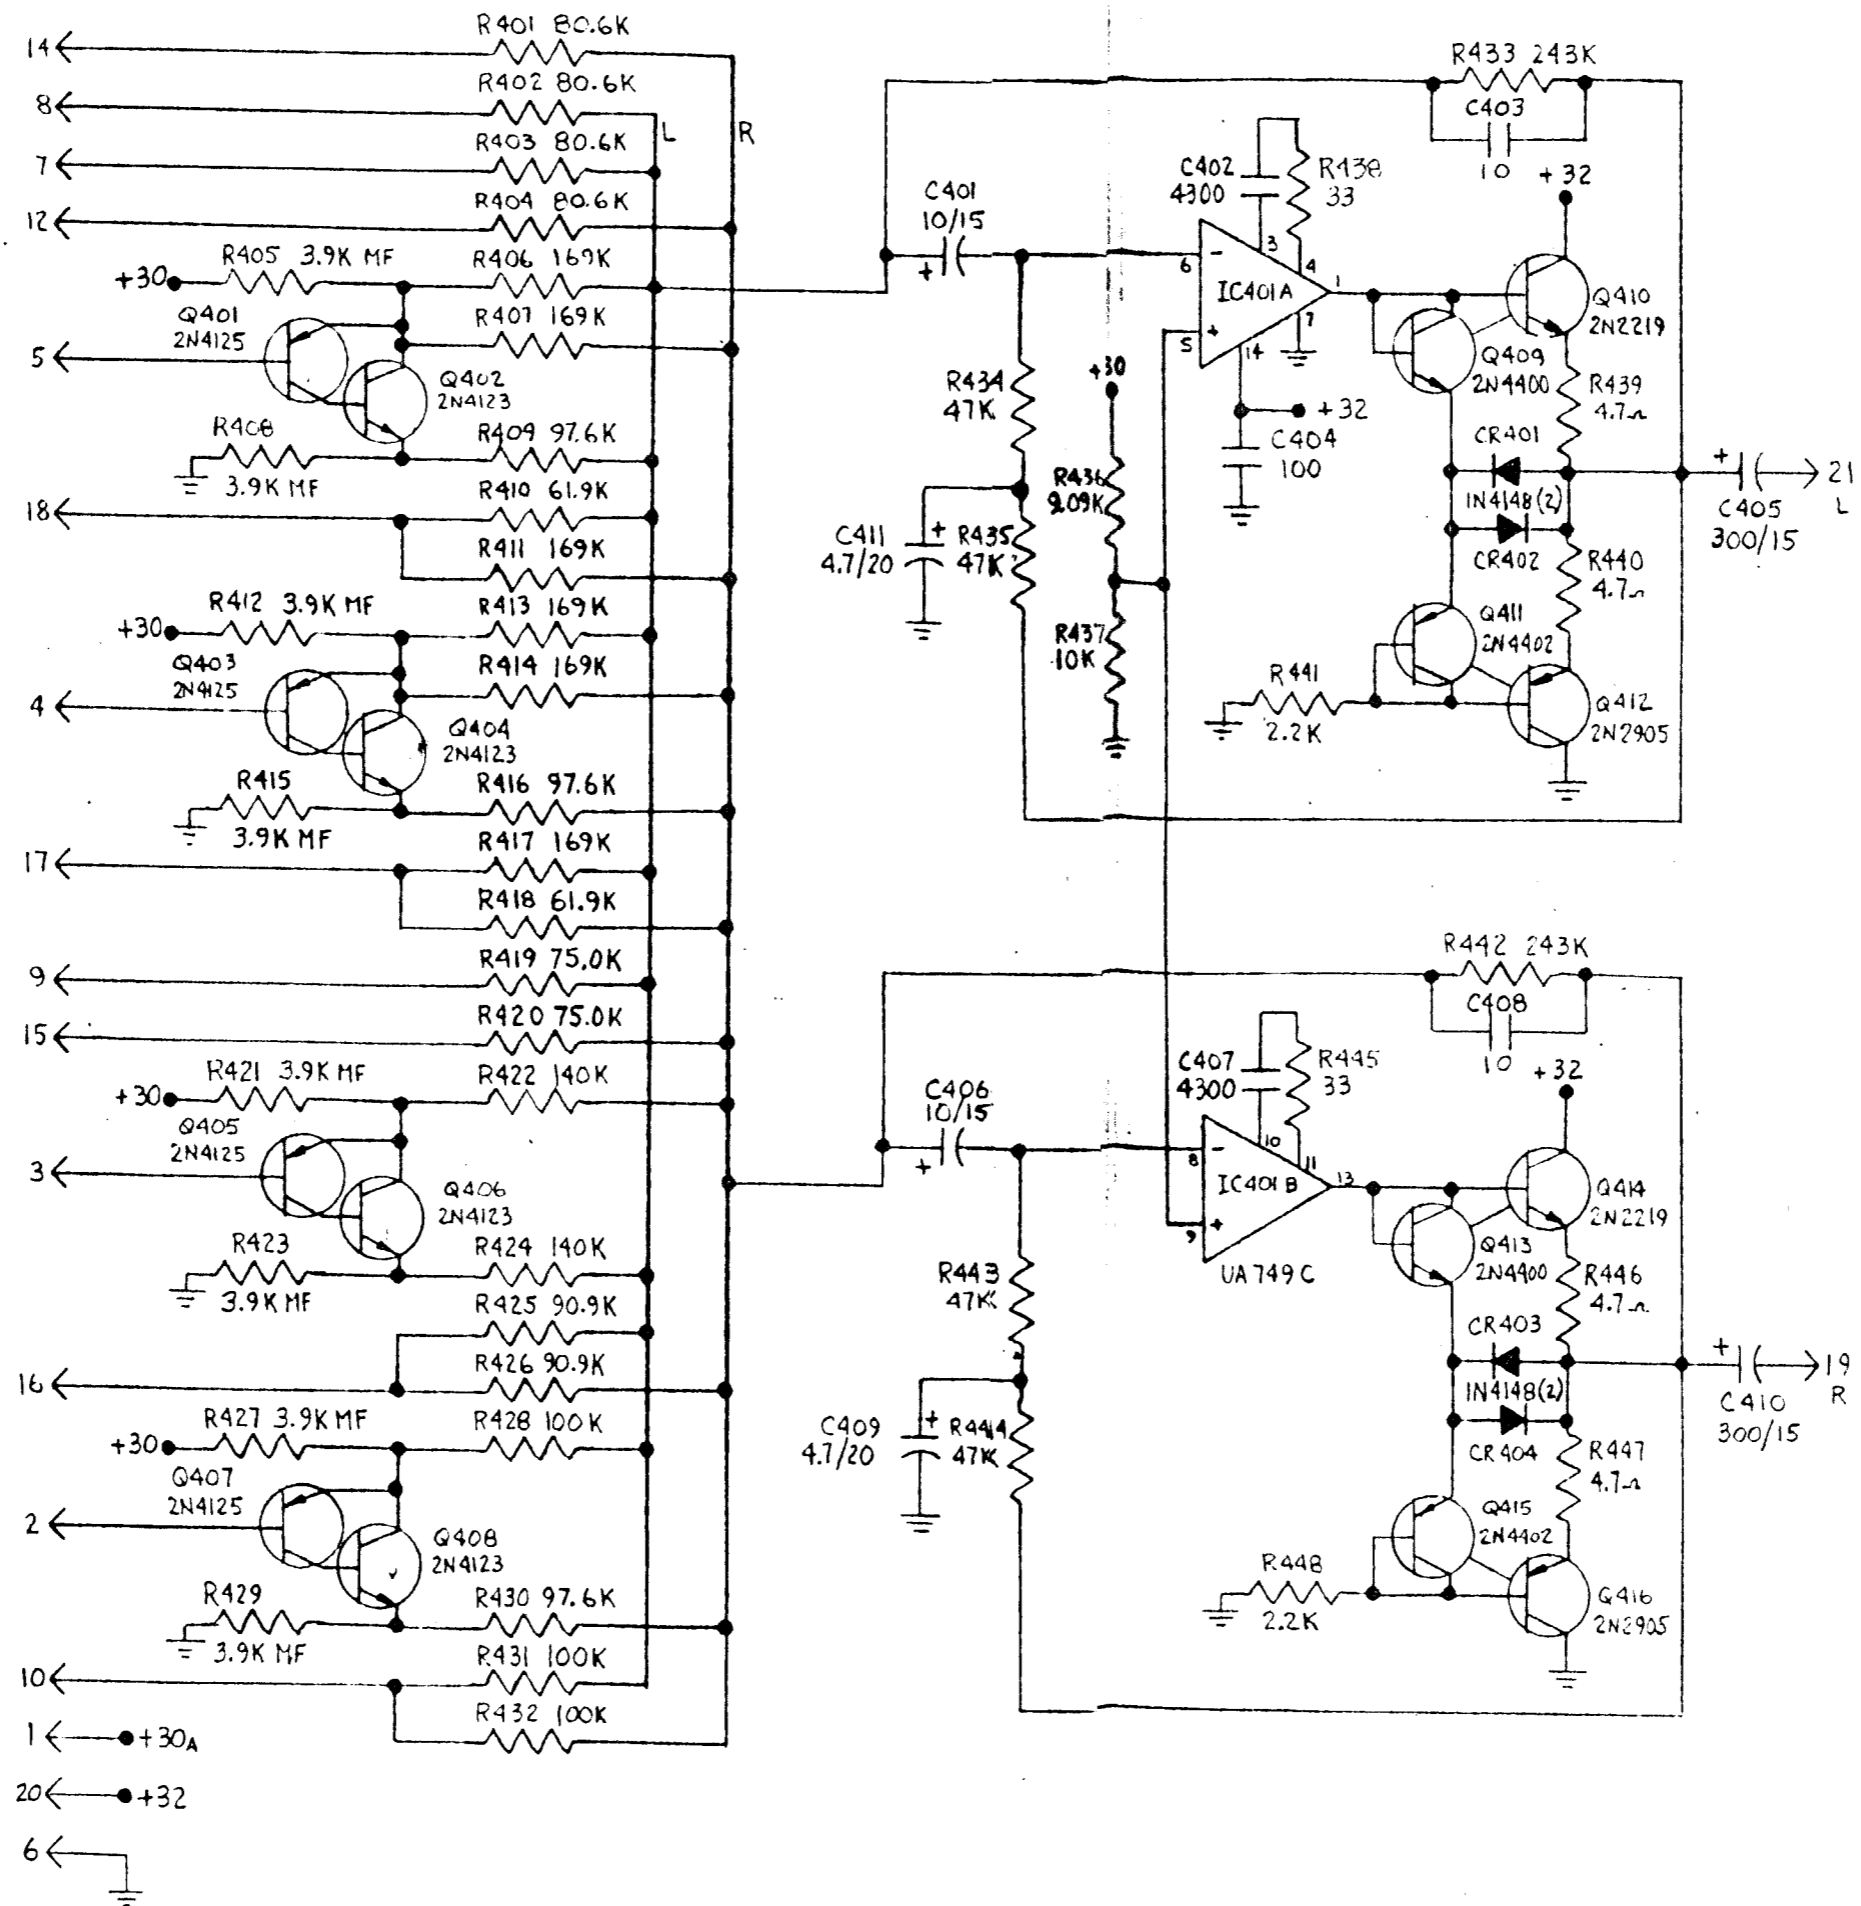 R401 80.6K
14
R402 80.6K
8
L
R
R403 80.6K
7
R404 80.6K
12
R405 3.9K MF
R406 169K
+30
Q401
2N4125
R407 169K
5
Q402
2N4123
R408
3.9K MF
R409 97.6K
R410 61.9K
18
R411 169K
R412 3.9K MF
R413 169K
+30
Q403
2N4125
R414 169K
4
Q404
2N4123
R415
3.9K MF
R416 97.6K
R417 169K
17
R418 61.9K
R419 75.0K
9
R420 75.0K
15
R421 3.9K MF
R422 140K
+30
Q405
2N4125
3
Q406
2N4123
R423
3.9K MF
R424 140K
R425 90.9K
R426 90.9K
16
R427 3.9K MF
R428 100K
+30
Q407
2N4125
2
Q408
2N4123
R429
3.9K MF
R430 97.6K
R431 100K
10
R432 100K
1
+30A
20
+32
6
R433 243K
C403
10
+32
C402
4300
R438
33
C401
10/15
+
-
6
3
4
IC401A
1
7
+
5
14
Q410
2N2219
Q409
2N4400
R439
4.7Ω
+30
+32
C404
100
R434
47K
R436
9.09K
CR401
1N4148(2)
CR402
+
21
L
C405
300/15
C411
4.7/20
+
R435
47K
R440
4.7Ω
R437
10K
Q411
2N4402
R441
2.2K
Q412
2N2905
R442 243K
C408
10
+32
C407
4300
R445
33
C406
10/15
+
-
8
10
11
IC401B
13
+
9
UA749C
Q414
2N2219
Q413
2N4400
R446
4.7Ω
R443
47K
CR403
1N4148(2)
CR404
+
19
R
C410
300/15
C409
4.7/20
+
R444
47K
R447
4.7Ω
Q415
2N4402
R448
2.2K
Q416
2N2905